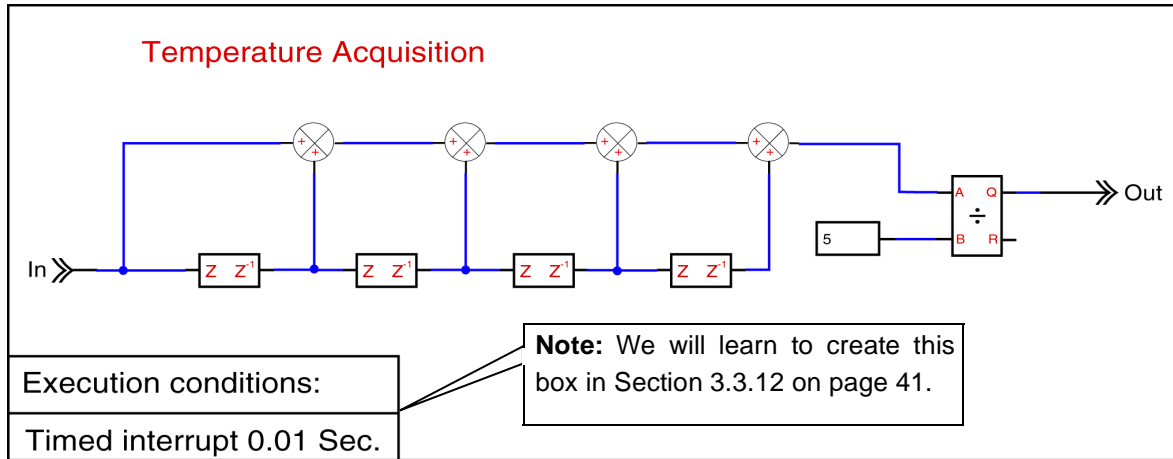 Temperature Acquisition
+ + + +
+ + + +
A Q
÷
5 B R
Out
In
Z Z-1 Z Z-1 Z Z-1 Z Z-1
Note: We will learn to create this
box in Section 3.3.12 on page 41.
Execution conditions:
Timed interrupt 0.01 Sec.